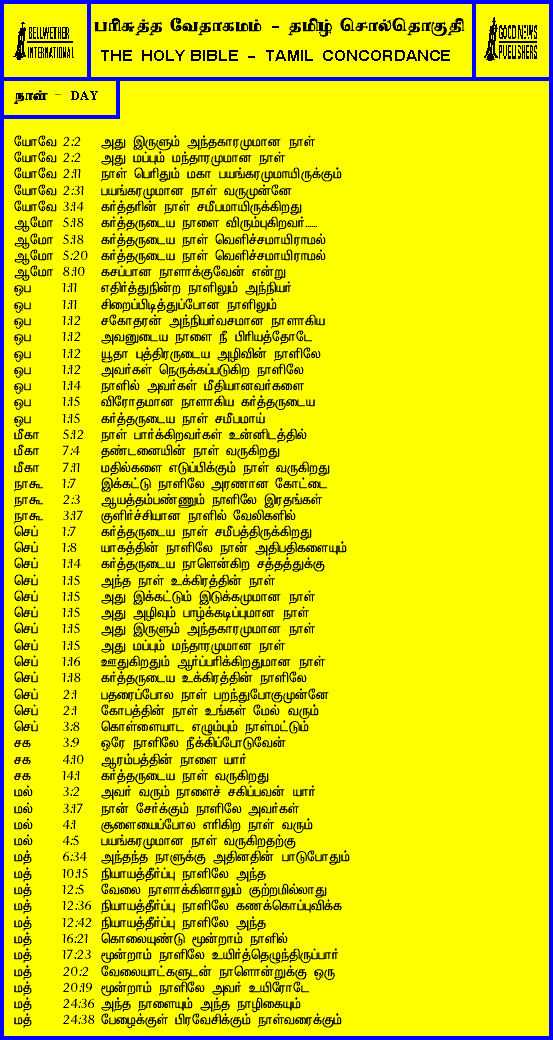 BELLWETHER INTERNATIONAL
பரிசுத்த வேதாகமம் - தமிழ் சொல்தொகுதி
THE HOLY BIBLE - TAMIL CONCORDANCE
GOOD NEWS PUBLISHERS
நாள் - DAY
யோவே 2:2 அது இருளும் அந்தகாரமுமான நாள்
யோவே 2:2 அது மப்பும் மந்தாரமுமான நாள்
யோவே 2:11 நாள் பெரிதும் மகா பயங்கரமுமாயிருக்கும்
யோவே 2:31 பயங்கரமுமான நாள் வருமுன்னே
யோவே 3:14 கர்த்தரின் நாள் சமீபமாயிருக்கிறது
ஆமோ 5:18 கர்த்தருடைய நாளை விரும்புகிறவர்.....
ஆமோ 5:18 கர்த்தருடைய நாள் வெளிச்சமாயிராமல்
ஆமோ 5:20 கர்த்தருடைய நாள் வெளிச்சமாயிராமல்
ஆமோ 8:10 கசப்பான நாளாக்குவேன் என்று
ஒப 1:11 எதிர்த்துநின்ற நாளிலும் அந்நியர்
ஒப 1:11 சிறைப்பிடித்துப்போன நாளிலும்
ஒப 1:12 சகோதரன் அந்நியர்வசமான நாளாகிய
ஒப 1:12 அவனுடைய நாளை நீ பிரியத்தோடே
ஒப 1:12 யூதா புத்திரருடைய அழிவின் நாளிலே
ஒப 1:12 அவர்கள் நெருக்கப்படுகிற நாளிலே
ஒப 1:14 நாளில் அவர்கள் மீதியானவர்களை
ஒப 1:15 விரோதமான நாளாகிய கர்த்தருடைய
ஒப 1:15 கர்த்தருடைய நாள் சமீபமாய்
மீகா 5:12 நாள் பார்க்கிறவர்கள் உன்னிடத்தில்
மீகா 7:4 தண்டனையின் நாள் வருகிறது
மீகா 7:11 மதில்களை எடுப்பிக்கும் நாள் வருகிறது
நாகூ 1:7 இக்கட்டு நாளிலே அரணான கோட்டை
நாகூ 2:3 ஆயத்தம்பண்ணும் நாளிலே இரதங்கள்
நாகூ 3:17 குளிர்ச்சியான நாளில் வேலிகளில்
செப் 1:7 கர்த்தருடைய நாள் சமீபத்திருக்கிறது
செப் 1:8 யாகத்தின் நாளிலே நான் அதிபதிகளையும்
செப் 1:14 கர்த்தருடைய நாளென்கிற சத்தத்துக்கு
செப் 1:15 அந்த நாள் உக்கிரத்தின் நாள்
செப் 1:15 அது இக்கட்டும் இடுக்கமுமான நாள்
செப் 1:15 அது அழிவும் பாழ்க்கடிப்புமான நாள்
செப் 1:15 அது இருளும் அந்தகாரமுமான நாள்
செப் 1:15 அது மப்பும் மந்தாரமுமான நாள்
செப் 1:16 ஊதுகிறதும் ஆர்ப்பரிக்கிறதுமான நாள்
செப் 1:18 கர்த்தருடைய உக்கிரத்தின் நாளிலே
செப் 2:1 பதரைப்போல நாள் பறந்துபோகுமுன்னே
செப் 2:1 கோபத்தின் நாள் உங்கள் மேல் வரும்
செப் 3:8 கொள்ளையாட எழும்பும் நாள்மட்டும்
சக 3:9 ஒரே நாளிலே நீக்கிப்போடுவேன்
சக 4:10 ஆரம்பத்தின் நாளை யார்
சக 14:1 கர்த்தருடைய நாள் வருகிறது
மல் 3:2 அவர் வரும் நாளைச் சகிப்பவன் யார்
மல் 3:17 நான் சேர்க்கும் நாளிலே அவர்கள்
மல் 4:1 சூளையைப்போல எரிகிற நாள் வரும்
மல் 4:5 பயங்கரமுமான நாள் வருகிறதற்கு
மத் 6:34 அந்தந்த நாளுக்கு அதினதின் பாடுபோதும்
மத் 10:15 நியாயத்தீர்ப்பு நாளிலே அந்த
மத் 12:5 வேலை நாளாக்கினாலும் குற்றமில்லாது
மத் 12:36 நியாயத்தீர்ப்பு நாளிலே கணக்கொப்புவிக்க
மத் 12:42 நியாயத்தீர்ப்பு நாளிலே அந்த
மத் 16:21 கொலையுண்டு மூன்றாம் நாளில்
மத் 17:23 மூன்றாம் நாளிலே உயிர்த்தெழுந்திருப்பார்
மத் 20:2 வேலையாட்களுடன் நாளொன்றுக்கு ஒரு
மத் 20:19 மூன்றாம் நாளிலே அவர் உயிரோடே
மத் 24:36 அந்த நாளையும் அந்த நாழிகையும்
மத் 24:38 பேழைக்குள் பிரவேசிக்கும் நாள்வரைக்கும்